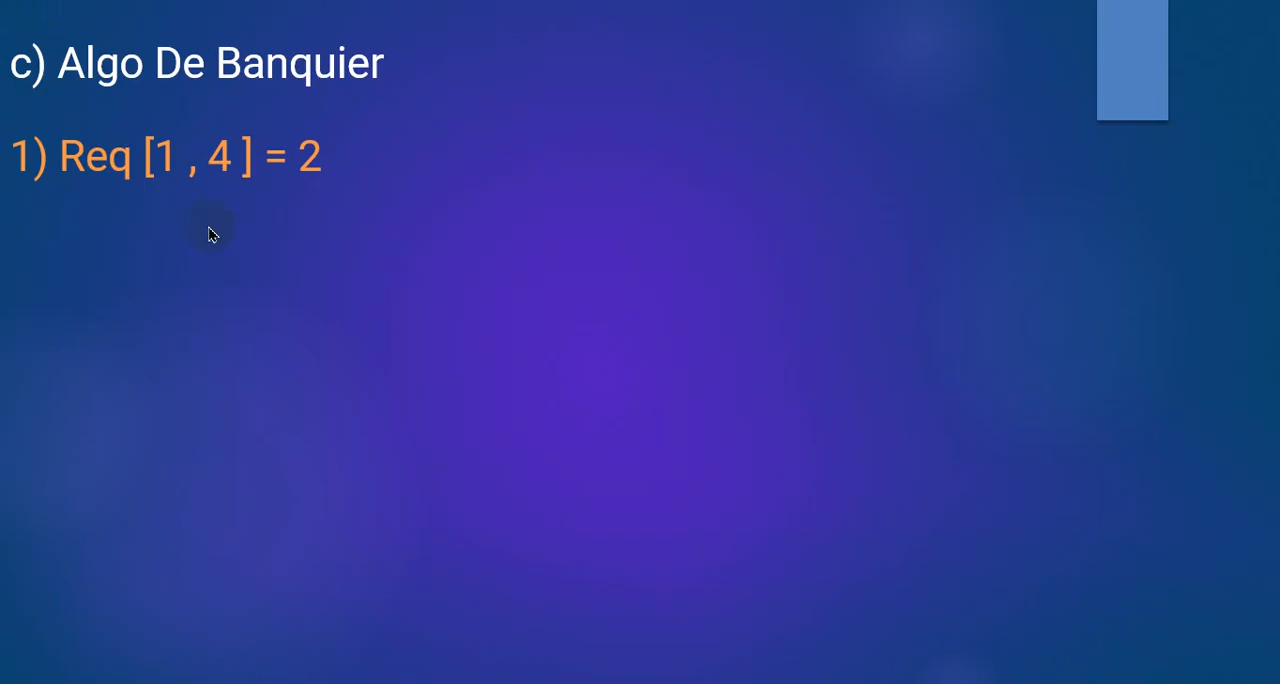 c) Algo De Banquier
1) Req [1 , 4 ] = 2